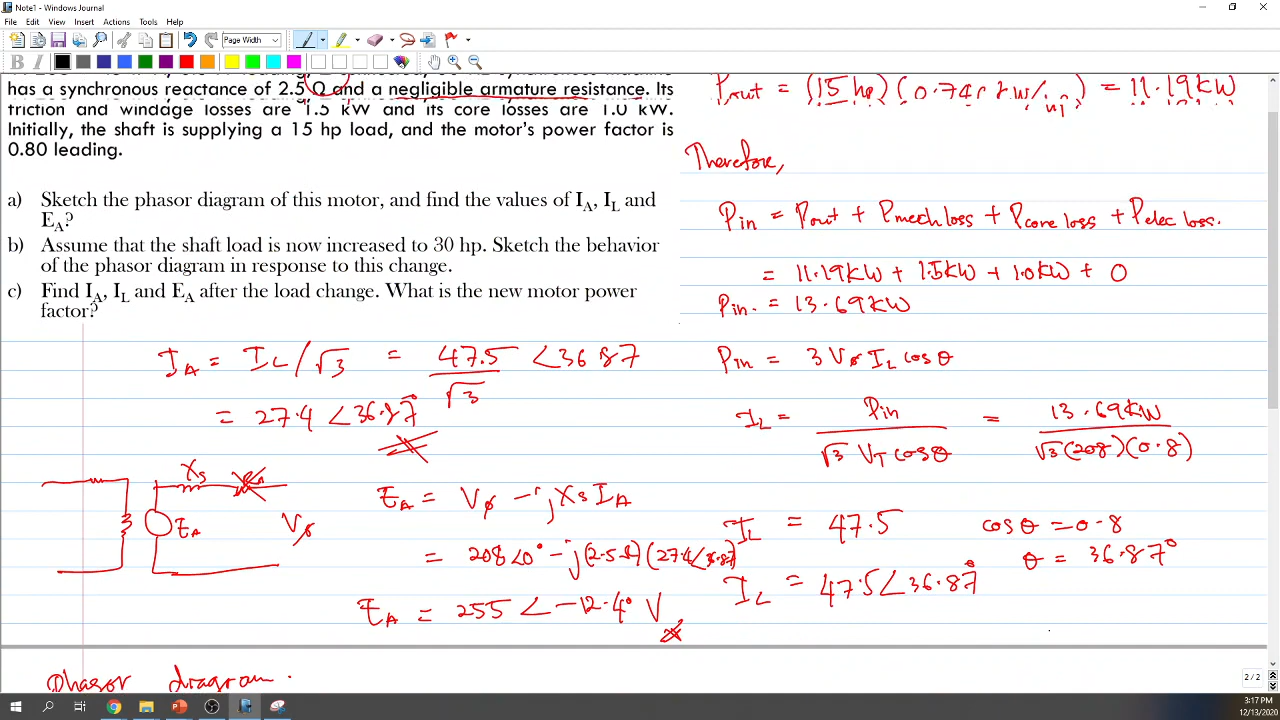 Note1 - Windows Journal
File Edit View Insert Actions Tools Help
Page Width
B I
has a synchronous reactance of 2.5 Ω and a negligible armature resistance. Its
friction and windage losses are 1.5 kW and its core losses are 1.0 kW.
Initially, the shaft is supplying a 15 hp load, and the motor's power factor is
0.80 leading.
a) Sketch the phasor diagram of this motor, and find the values of IA, IL and
EA?
b) Assume that the shaft load is now increased to 30 hp. Sketch the behavior
of the phasor diagram in response to this change.
c) Find IA, IL and EA after the load change. What is the new motor power
factor?
IA = IL/√3 = 47.5/√3 ∠36.87
= 27.4 ∠36.87°
Xs
EA
Vφ
EA = Vφ - jXs IA
= 208∠0° - j(2.5Ω)(27.4∠36.87°
EA = 255 ∠-12.4° V
phasor diagram.
Pout = (15 hp)(0.746 kW/hp) = 11.19kW
Therefore,
Pin = Pout + Pmech loss + Pcore loss + Pelec loss.
= 11.19kW + 1.5kW + 1.0kW + 0
Pin. = 13.69kW
Pin = 3 Vφ IL cosθ
IL = Pin / √3 VT cosθ = 13.69kW / √3(208)(0.8)
IL = 47.5 cosθ = 0.8
θ = 36.87°
IL = 47.5∠36.87°
2 / 2
3:17 PM
12/13/2020